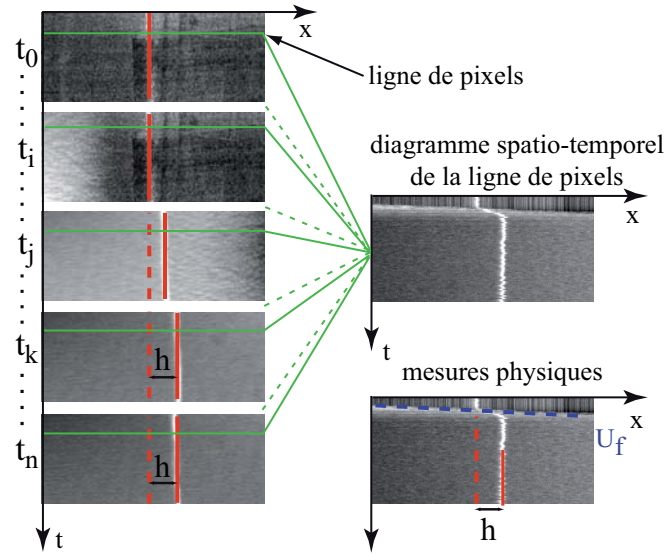 x
t0
ligne de pixels
ti
diagramme spatio-temporel
de la ligne de pixels
x
tj
t
tk
h
mesures physiques
x
Uf
tn
h
h
t